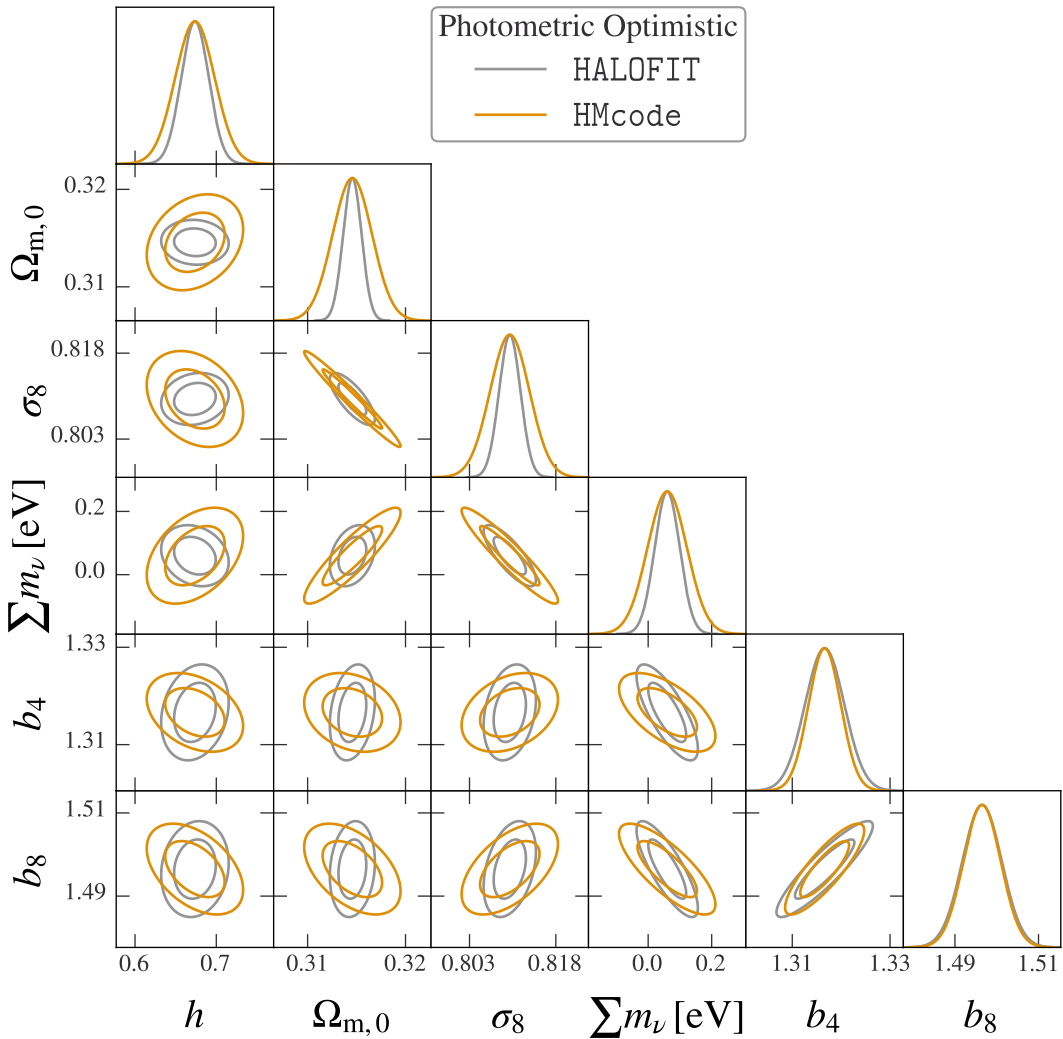 Photometric Optimistic
HALOFIT
HMcode
0.32
0.31
Ωm, 0
0.818
0.803
σ8
0.2
0.0
∑mν [eV]
1.33
1.31
b4
1.51
1.49
b8
0.6 0.7 0.31 0.32 0.803 0.818 0.0 0.2 1.31 1.33 1.49 1.51
h Ωm, 0 σ8 ∑mν [eV] b4 b8